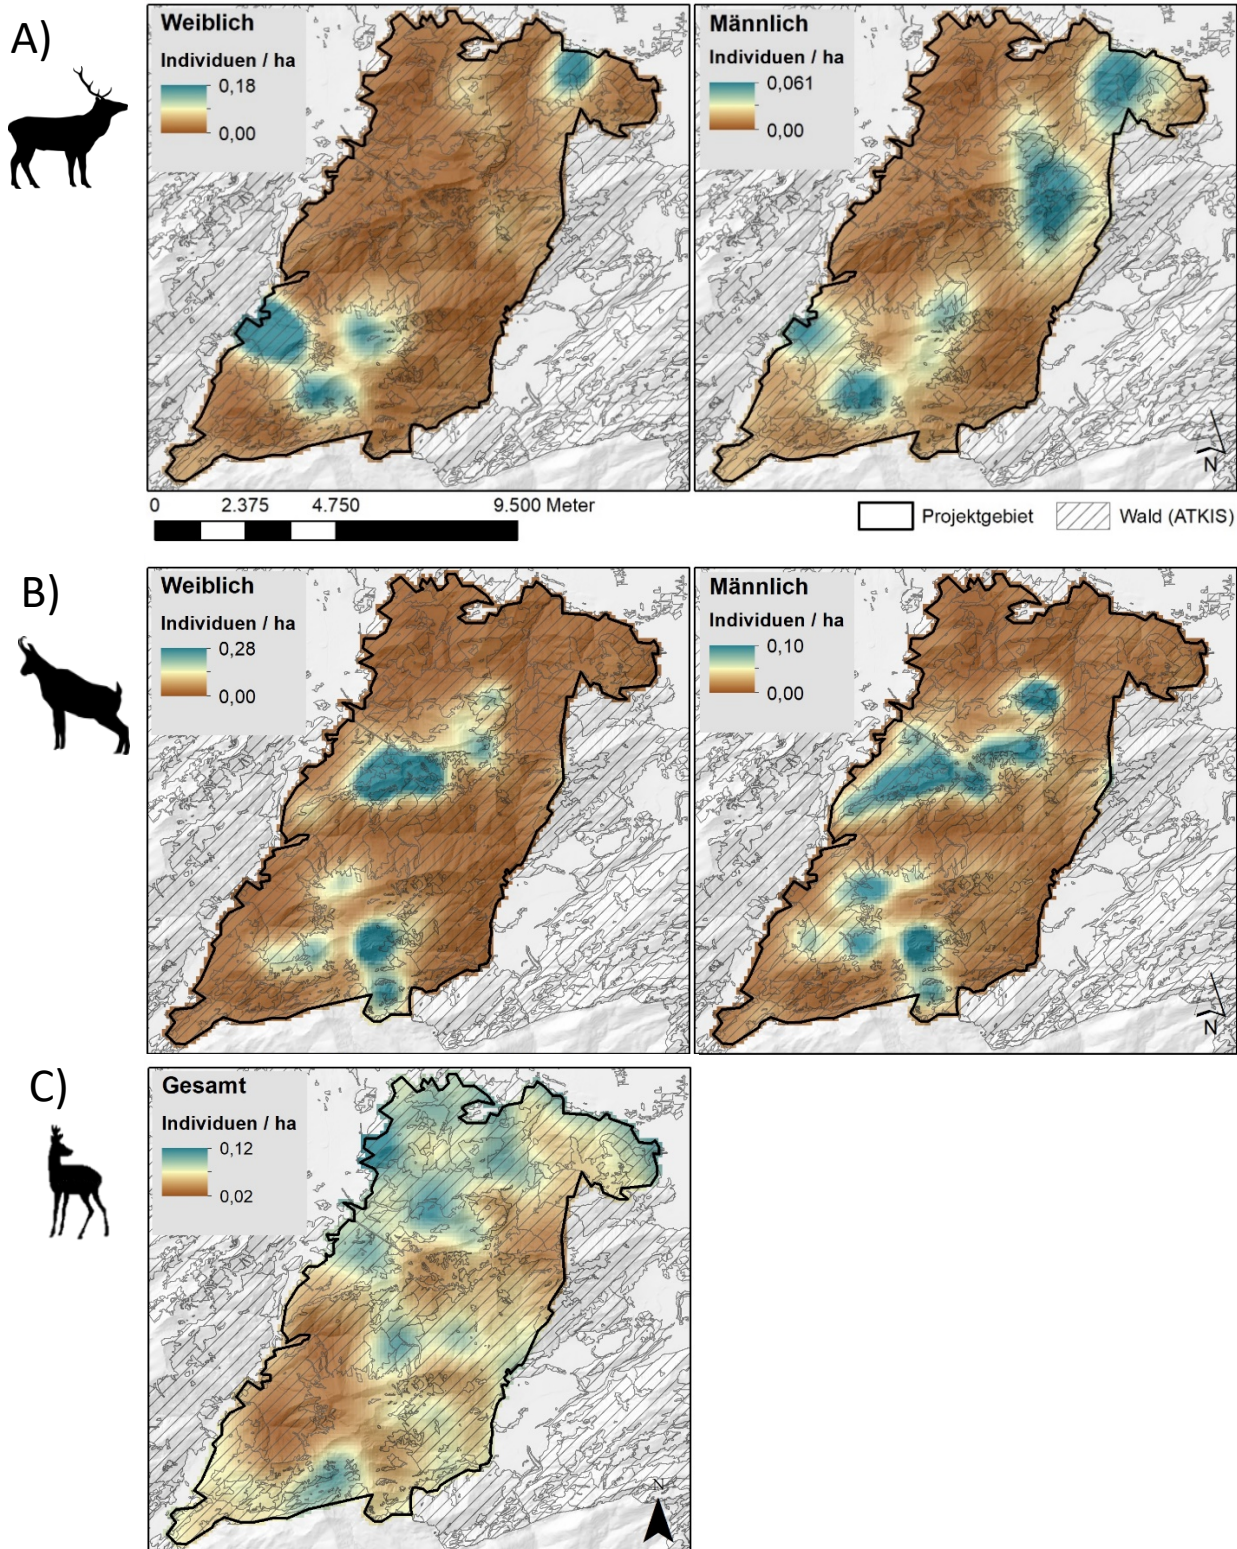 A)
Weiblich
Individuen / ha
0,18
0,00
Männlich
Individuen / ha
0,061
0,00
N
0 2.375 4.750 9.500 Meter
Projektgebiet
Wald (ATKIS)
B)
Weiblich
Individuen / ha
0,28
0,00
Männlich
Individuen / ha
0,10
0,00
N
C)
Gesamt
Individuen / ha
0,12
0,02
N